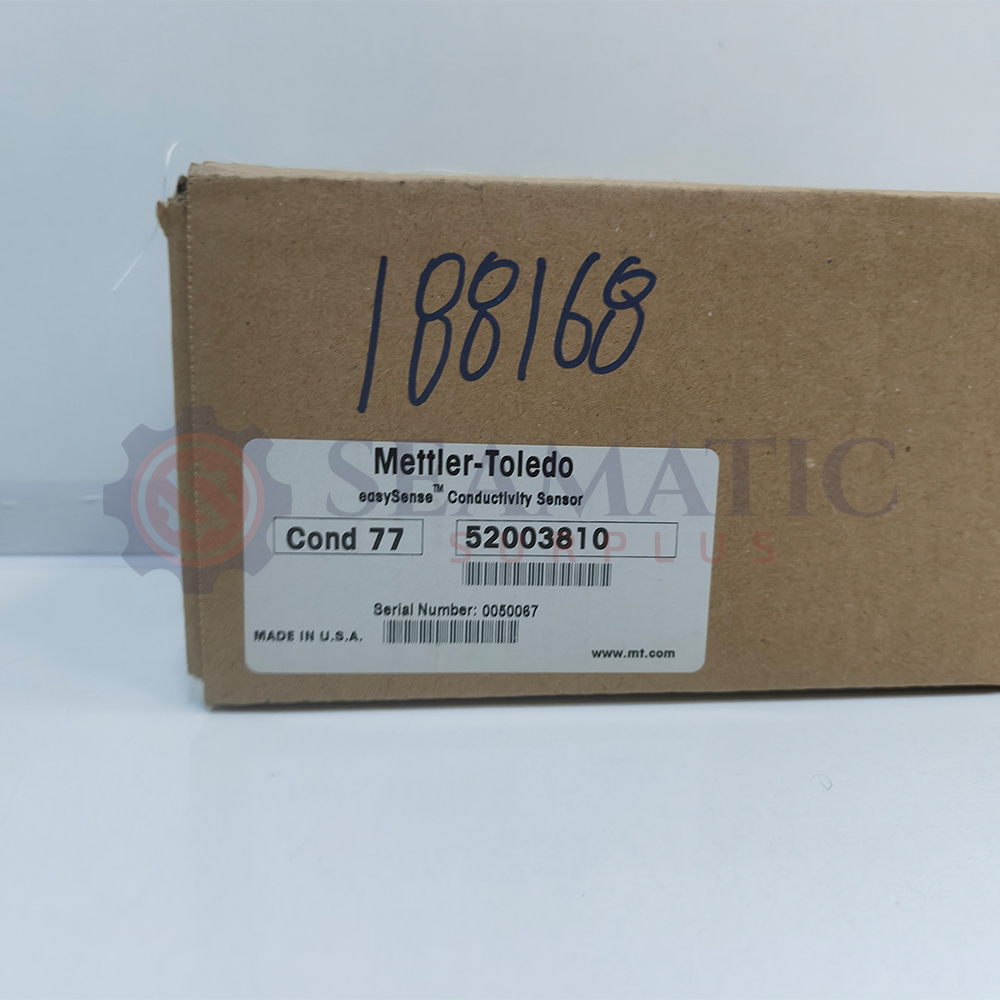 188168
Mettler-Toledo
easySense™ Conductivity Sensor
Cond 77
52003810
Serial Number: 0050067
MADE IN U.S.A.
www.mt.com
SEAMATIC
SURPLUS